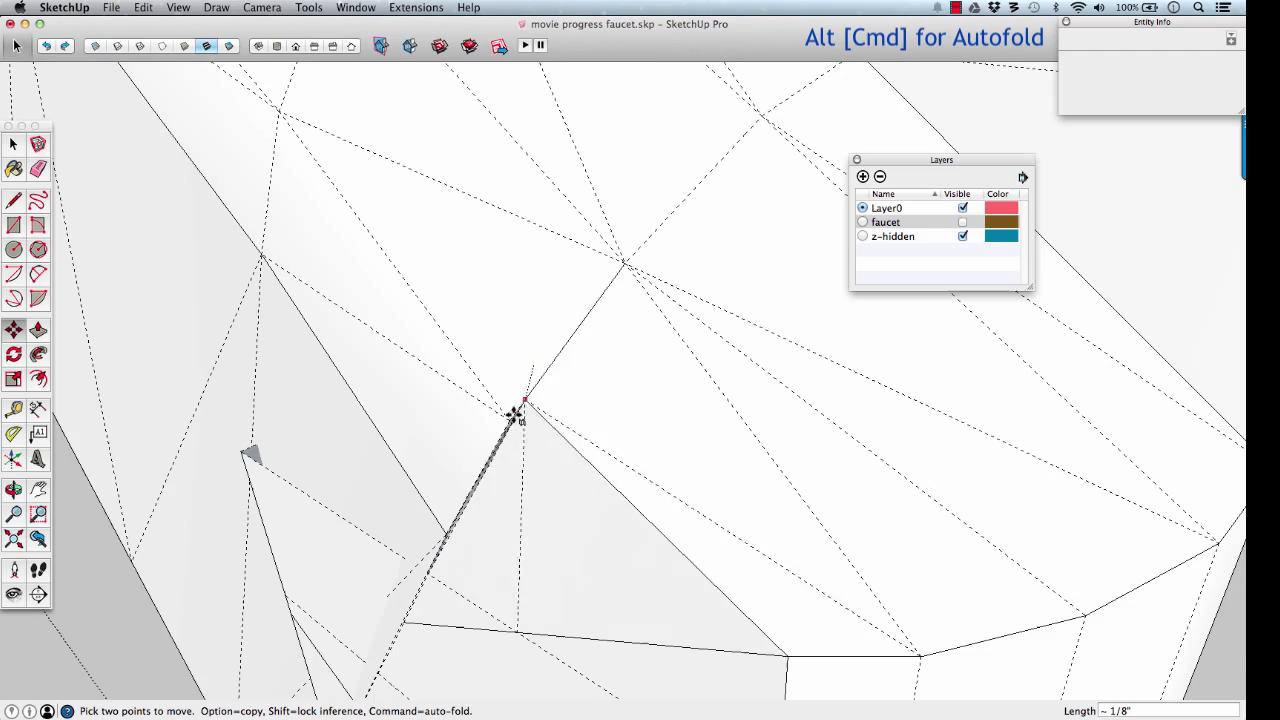 SketchUp File Edit View Draw Camera Tools Window Extensions Help 100%
movie progress faucet.skp - SketchUp Pro
Entity Info
Alt [Cmd] for Autofold
Layers
Name Visible Color
Layer0
faucet
z-hidden
A1
Pick two points to move. Option=copy, Shift=lock inference, Command=auto-fold.
Length ~ 1/8"